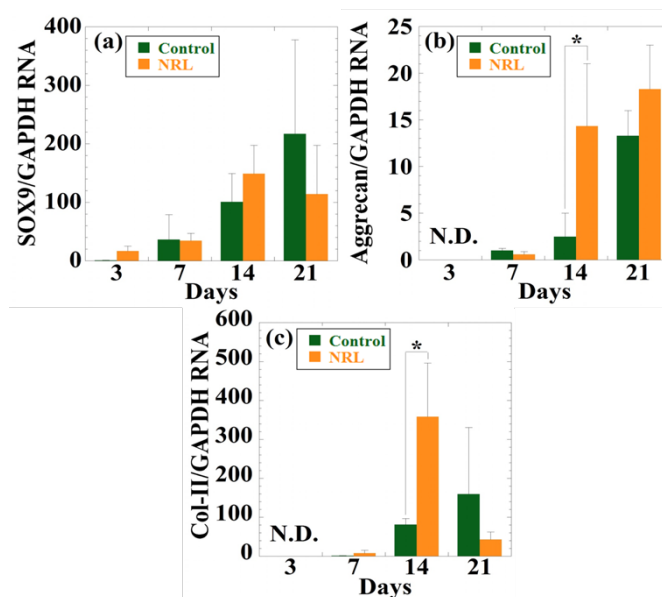 (a)
Control
NRL
SOX9/GAPDH RNA
400
300
200
100
0
3 7 14 21
Days
(b)
Control
NRL
*
Aggrecan/GAPDH RNA
25
20
15
10
5
0
N.D.
3 7 14 21
Days
(c)
Control
NRL
*
Col-II/GAPDH RNA
600
500
400
300
200
100
0
N.D.
3 7 14 21
Days